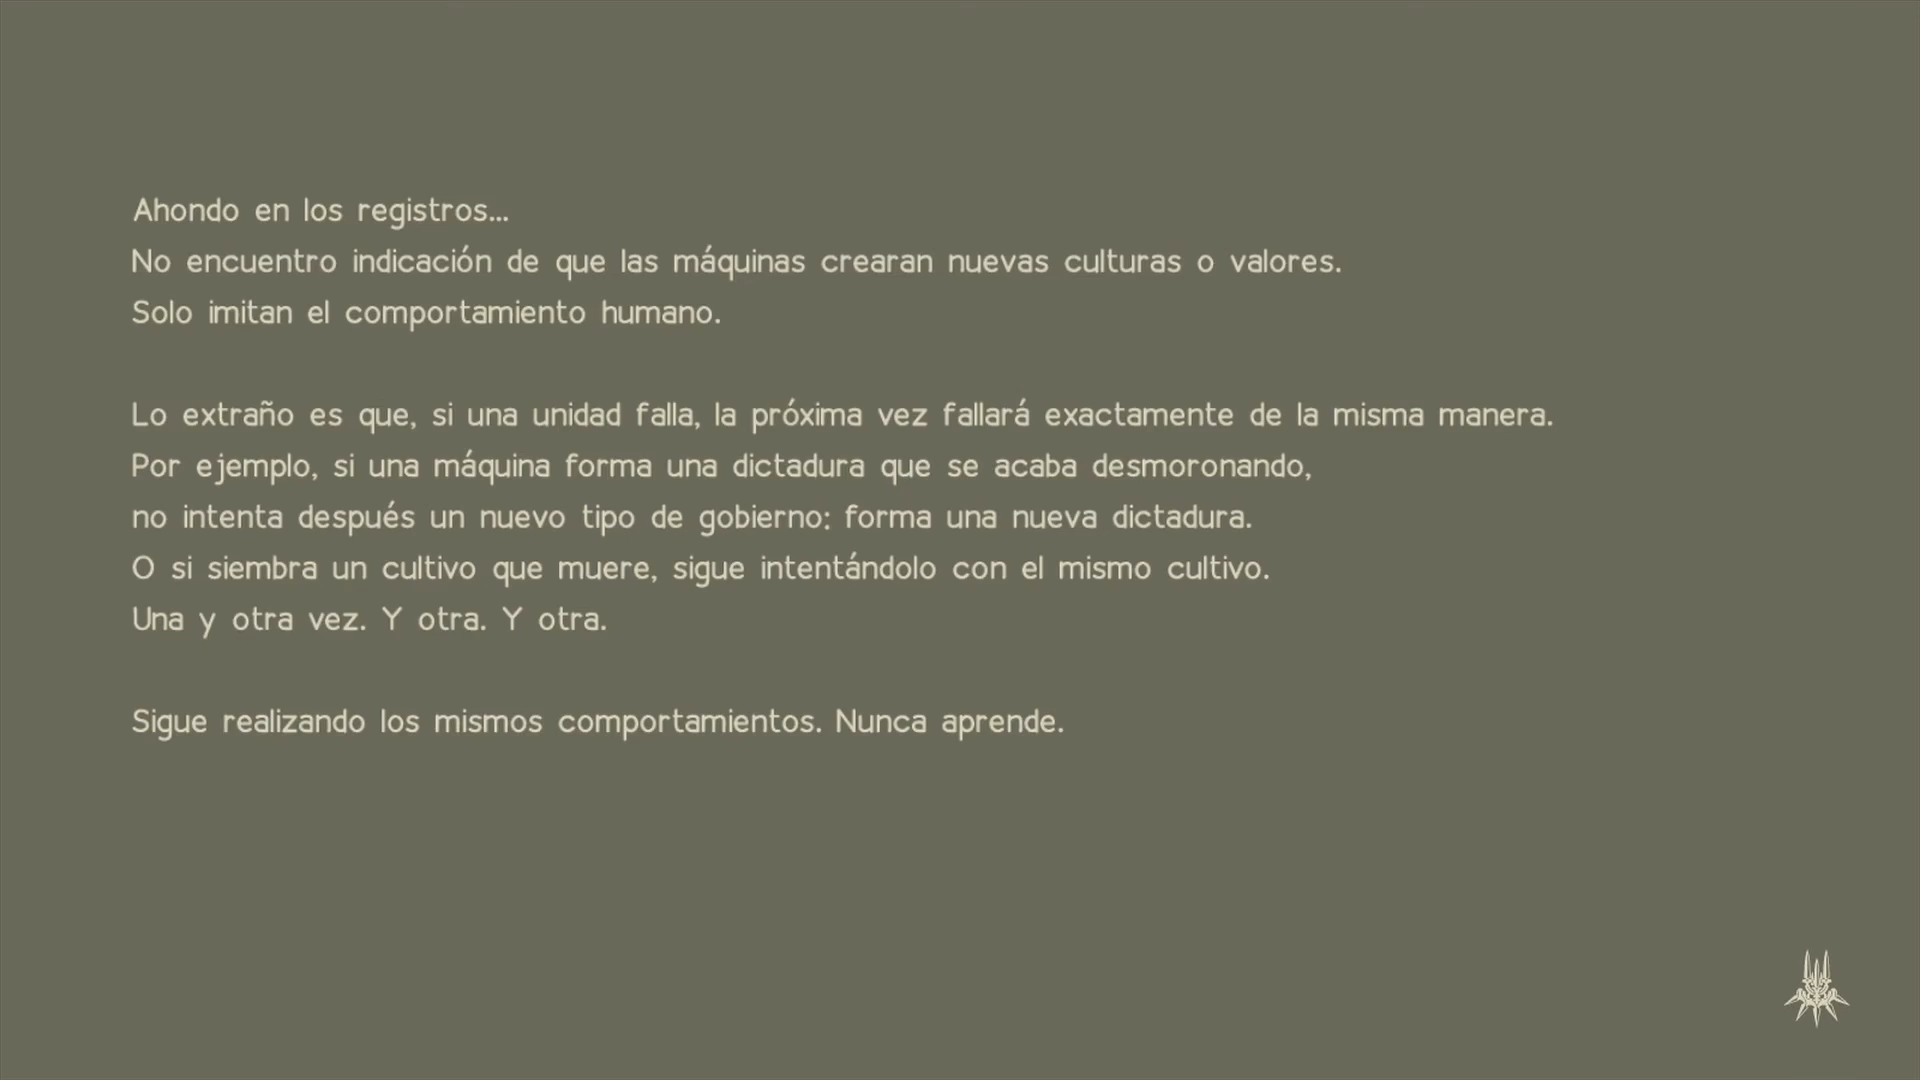 Ahondo en los registros...
No encuentro indicación de que las máquinas crearan nuevas culturas o valores.
Solo imitan el comportamiento humano.
Lo extraño es que, si una unidad falla, la próxima vez fallará exactamente de la misma manera.
Por ejemplo, si una máquina forma una dictadura que se acaba desmoronando,
no intenta después un nuevo tipo de gobierno: forma una nueva dictadura.
O si siembra un cultivo que muere, sigue intentándolo con el mismo cultivo.
Una y otra vez. Y otra. Y otra.
Sigue realizando los mismos comportamientos. Nunca aprende.